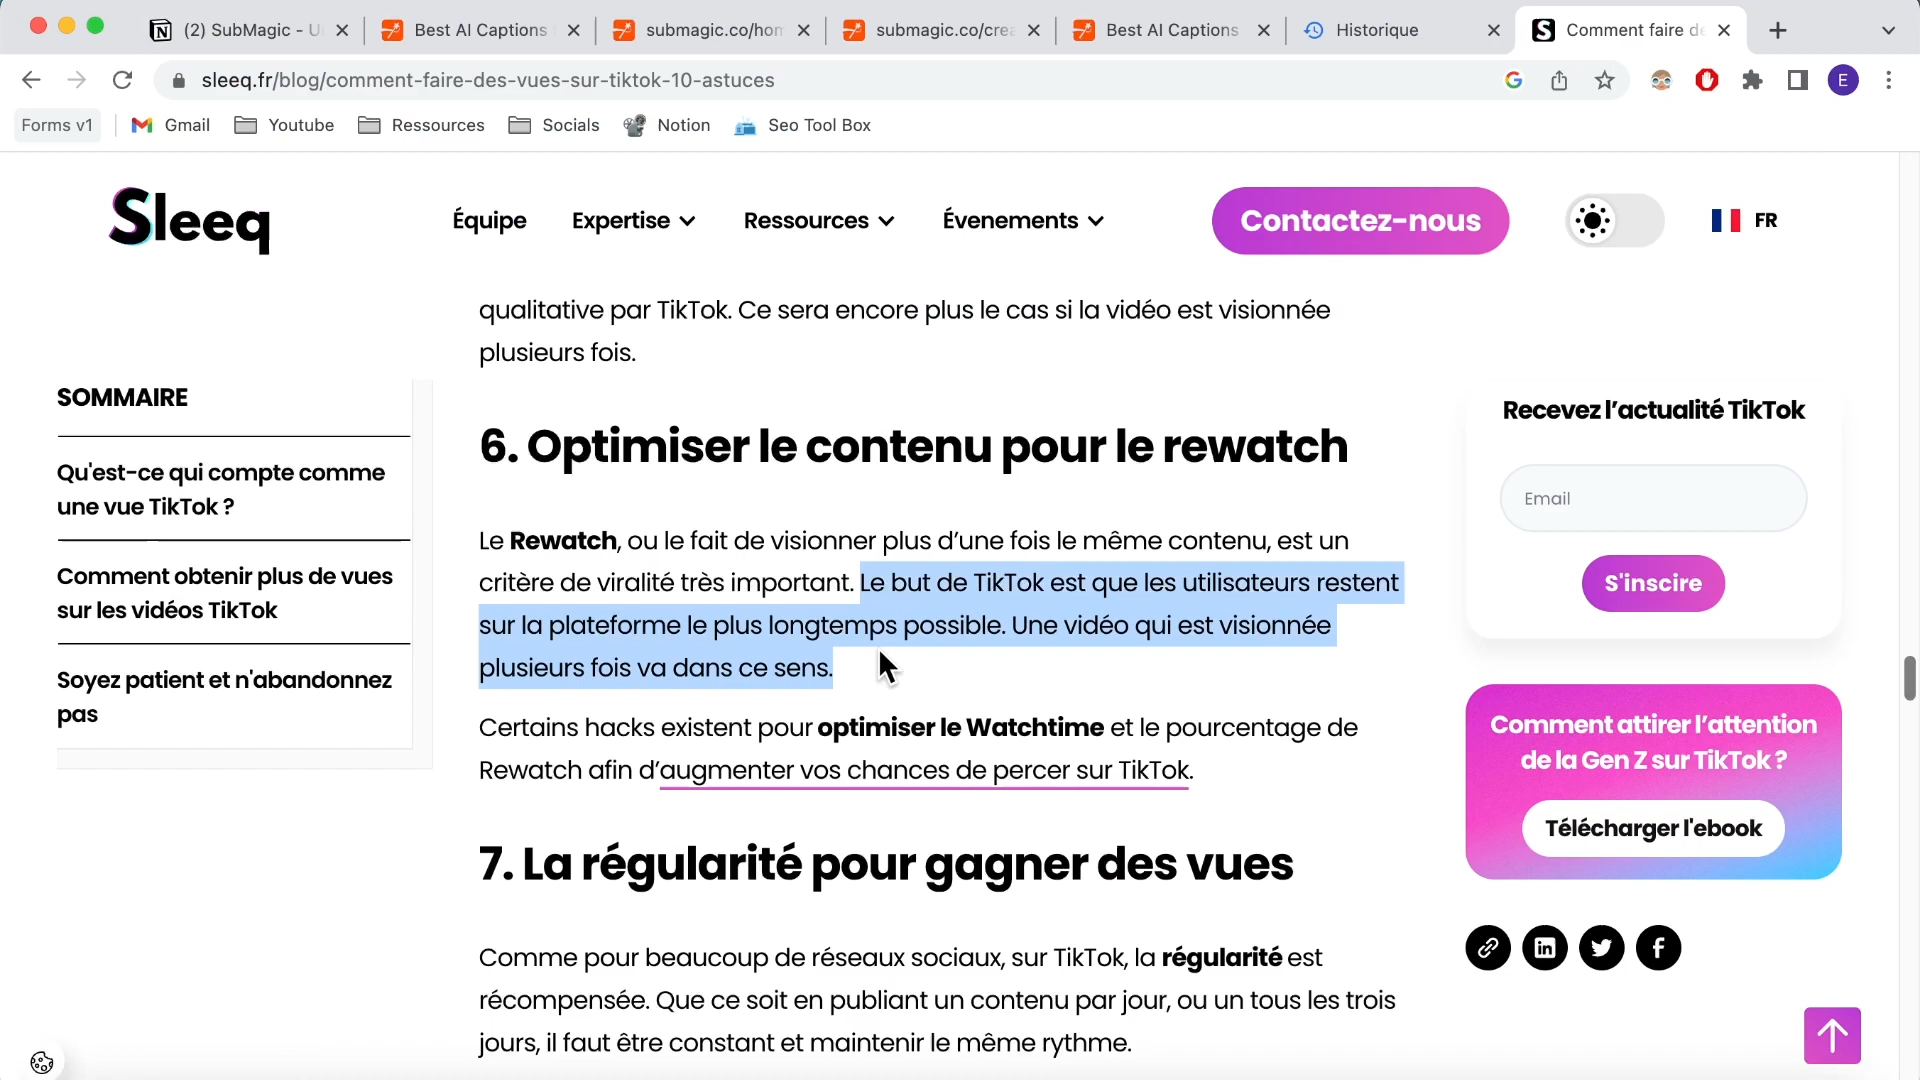 (2) SubMagic - U
Best AI Captions
submagic.co/hom
submagic.co/crea
Best AI Captions
Historique
Comment faire de
sleeq.fr/blog/comment-faire-des-vues-sur-tiktok-10-astuces
E
Forms v1
Gmail
Youtube
Ressources
Socials
Notion
Seo Tool Box
Sleeq
Équipe
Expertise
Ressources
Évenements
Contactez-nous
FR
qualitative par TikTok. Ce sera encore plus le cas si la vidéo est visionnée
plusieurs fois.
SOMMAIRE
Qu'est-ce qui compte comme
une vue TikTok ?
Comment obtenir plus de vues
sur les vidéos TikTok
Soyez patient et n'abandonnez
pas
6. Optimiser le contenu pour le rewatch
Le Rewatch, ou le fait de visionner plus d’une fois le même contenu, est un
critère de viralité très important. Le but de TikTok est que les utilisateurs restent
sur la plateforme le plus longtemps possible. Une vidéo qui est visionnée
plusieurs fois va dans ce sens.
Certains hacks existent pour optimiser le Watchtime et le pourcentage de
Rewatch afin d’augmenter vos chances de percer sur TikTok.
7. La régularité pour gagner des vues
Comme pour beaucoup de réseaux sociaux, sur TikTok, la régularité est
récompensée. Que ce soit en publiant un contenu par jour, ou un tous les trois
jours, il faut être constant et maintenir le même rythme.
Recevez l’actualité TikTok
Email
S'inscire
Comment attirer l’attention
de la Gen Z sur TikTok ?
Télécharger l'ebook